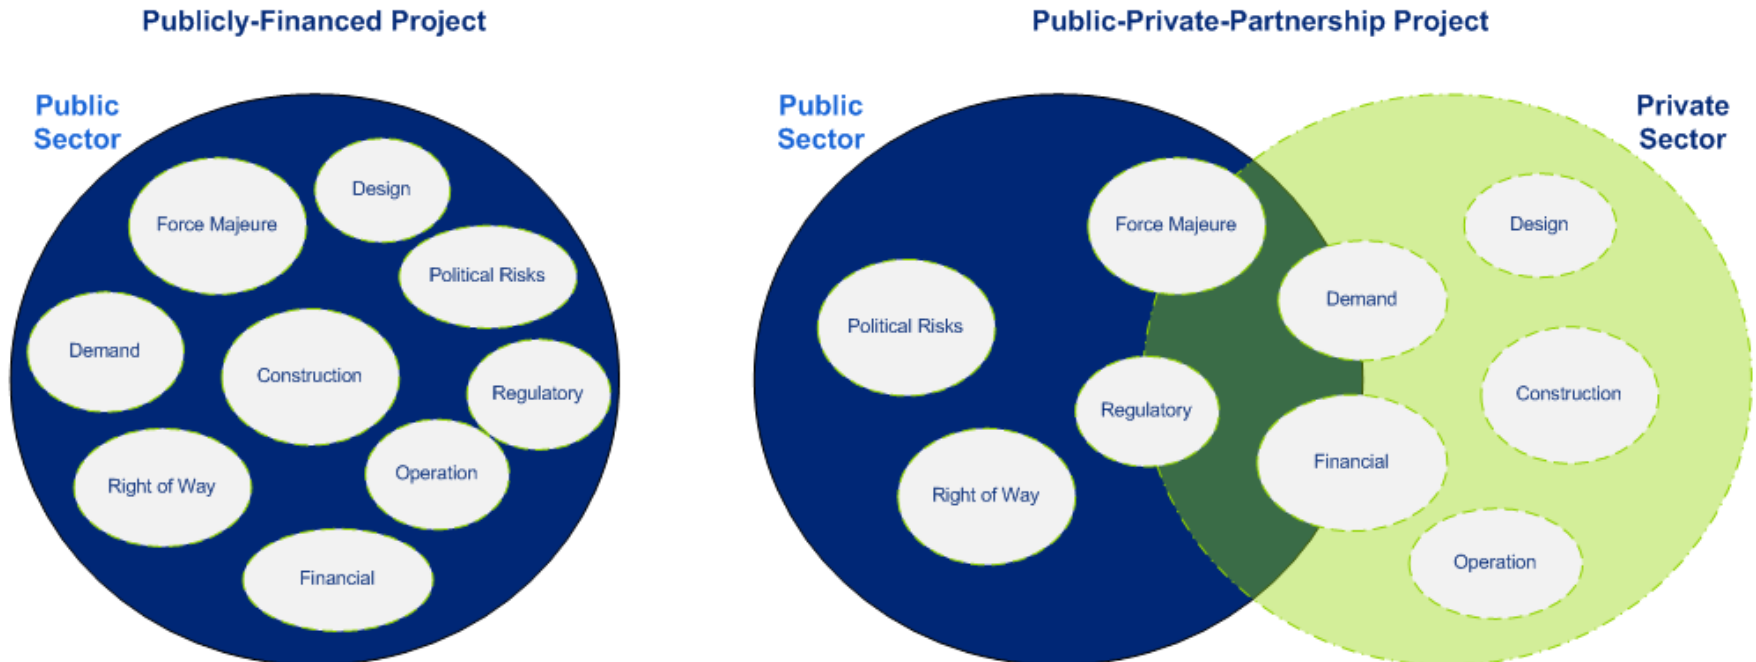 Publicly-Financed Project
Public
Sector
Design
Force Majeure
Political Risks
Demand
Construction
Regulatory
Operation
Right of Way
Financial
Public-Private-Partnership Project
Public
Sector
Private
Sector
Force Majeure
Design
Demand
Political Risks
Construction
Regulatory
Financial
Right of Way
Operation